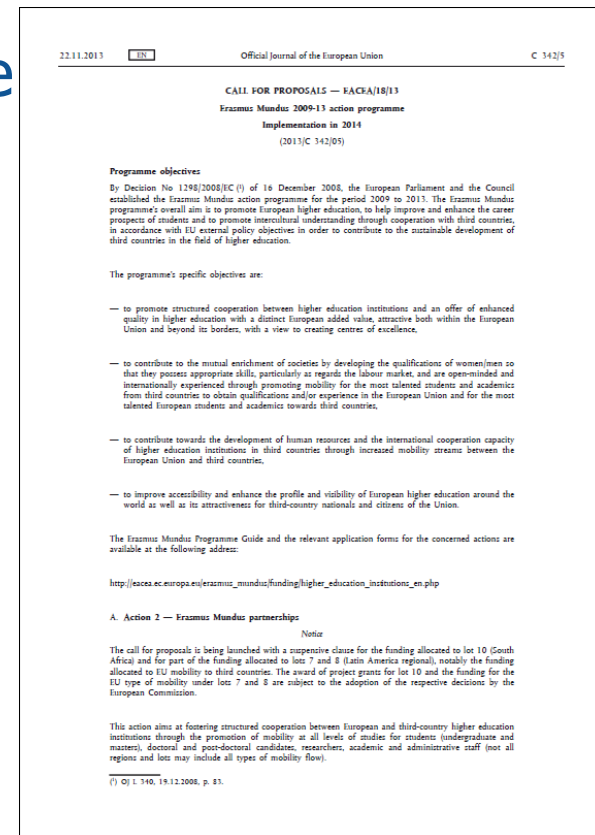 e
22.11.2013 EN Official Journal of the European Union C 342/5
CALL FOR PROPOSALS — EACEA/18/13
Erasmus Mundus 2009-13 action programme
Implementation in 2014
(2013/C 342/05)
Programme objectives
By Decision No 1298/2008/EC (¹) of 16 December 2008, the European Parliament and the Council
established the Erasmus Mundus action programme for the period 2009 to 2013. The Erasmus Mundus
programme's overall aim is to promote European higher education, to help improve and enhance the career
prospects of students and to promote intercultural understanding through cooperation with third countries,
in accordance with EU external policy objectives in order to contribute to the sustainable development of
third countries in the field of higher education.
The programme's specific objectives are:
— to promote structured cooperation between higher education institutions and an offer of enhanced
quality in higher education with a distinct European added value, attractive both within the European
Union and beyond its borders, with a view to creating centres of excellence,
— to contribute to the mutual enrichment of societies by developing the qualifications of women/men so
that they possess appropriate skills, particularly as regards the labour market, and are open-minded and
internationally experienced through promoting mobility for the most talented students and academics
from third countries to obtain qualifications and/or experience in the European Union and for the most
talented European students and academics towards third countries,
— to contribute towards the development of human resources and the international cooperation capacity
of higher education institutions in third countries through increased mobility streams between the
European Union and third countries,
— to improve accessibility and enhance the profile and visibility of European higher education around the
world as well as its attractiveness for third-country nationals and citizens of the Union.
The Erasmus Mundus Programme Guide and the relevant application forms for the concerned actions are
available at the following address:
http://eacea.ec.europa.eu/erasmus_mundus/funding/higher_education_institutions_en.php
A. Action 2 — Erasmus Mundus partnerships
Notice
The call for proposals is being launched with a suspensive clause for the funding allocated to lot 10 (South
Africa) and for part of the funding allocated to lots 7 and 8 (Latin America regional), notably the funding
allocated to EU mobility to third countries. The award of project grants for lot 10 and the funding for the
EU type of mobility under lots 7 and 8 are subject to the adoption of the respective decisions by the
European Commission.
This action aims at fostering structured cooperation between European and third-country higher education
institutions through the promotion of mobility at all levels of studies for students (undergraduate and
masters), doctoral and post-doctoral candidates, researchers, academic and administrative staff (not all
regions and lots may include all types of mobility flow).
(¹) OJ L 340, 19.12.2008, p. 83.